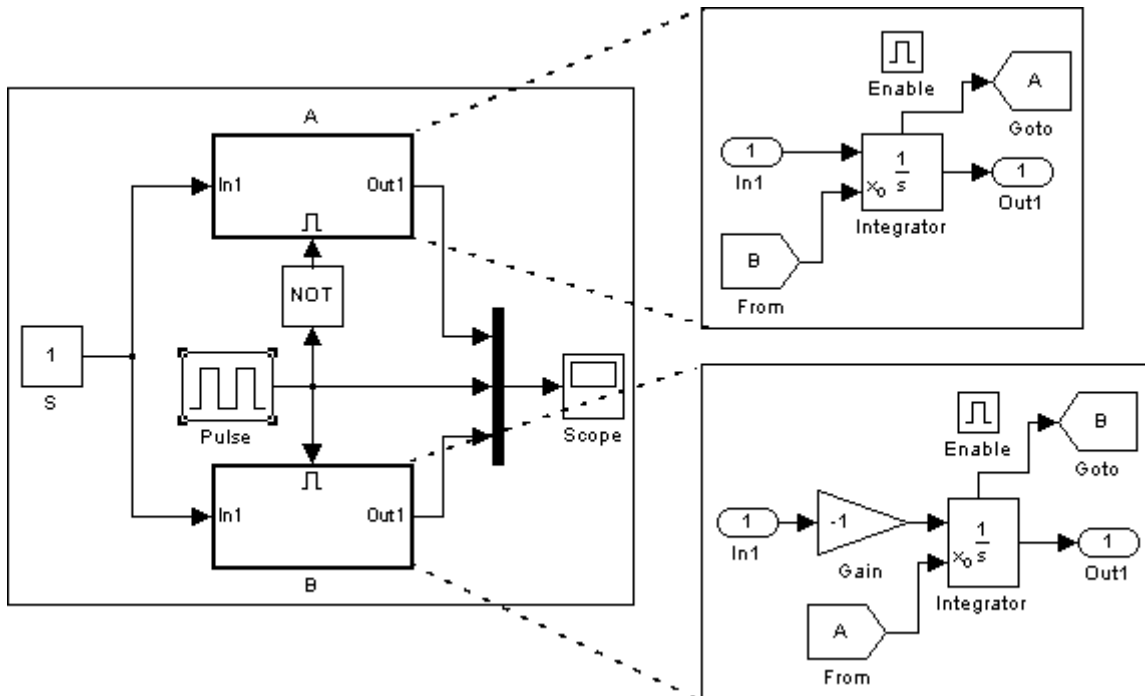 A
In1
Out1
NOT
1
S
Pulse
Scope
In1
Out1
B
Enable
A
Goto
1
In1
x0
1
s
Integrator
1
Out1
B
From
Enable
B
Goto
1
In1
-1
Gain
x0
1
s
Integrator
1
Out1
A
From